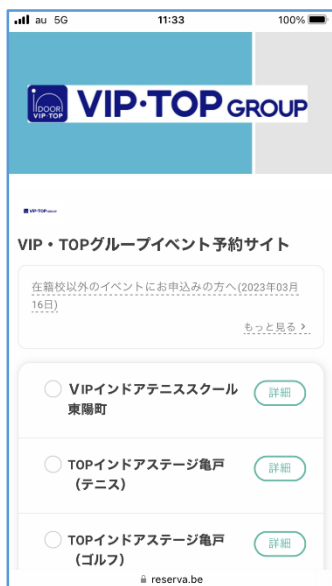 au 5G 11:33 100%
iDOOR
VIP·TOP
VIP·TOP GROUP
VIP·TOP GROUP
VIP・TOPグループイベント予約サイト
在籍校以外のイベントにお申込みの方へ(2023年03月
16日)
もっと見る >
VIPインドアテニススクール
東陽町
詳細
TOPインドアステージ亀戸
（テニス）
詳細
TOPインドアステージ亀戸
（ゴルフ）
詳細
reserva.be